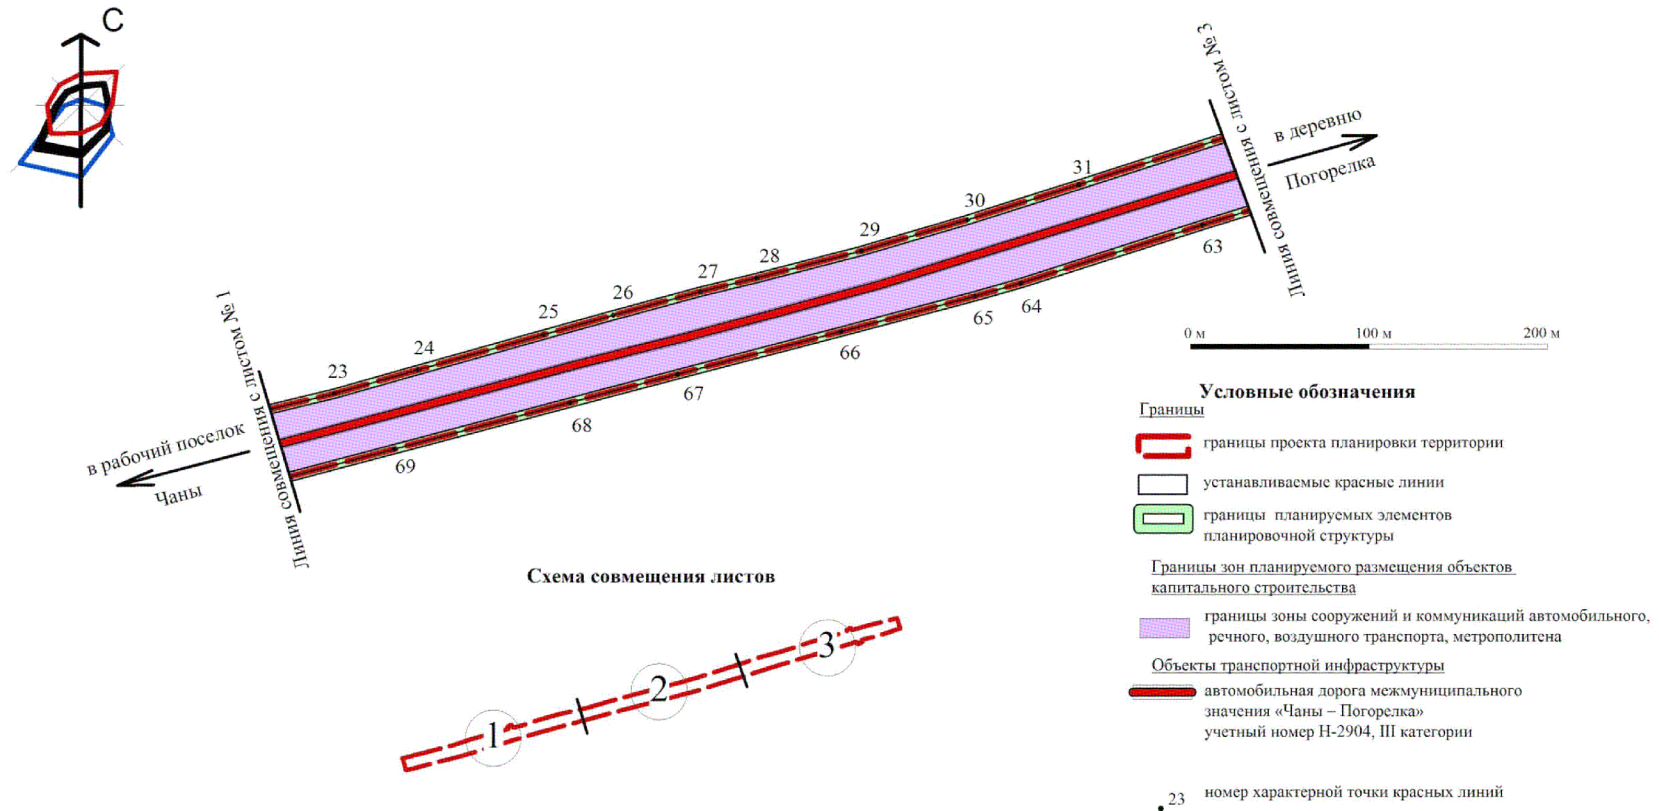 С
Линия совмещения с листом № 3
в деревню
Погорелка
31
30
29
28
27
26
25
24
23
63
64
65
66
67
68
69
Линия совмещения с листом № 1
в рабочий поселок
Чаны
0 м 100 м 200 м
Условные обозначения
Границы
границы проекта планировки территории
устанавливаемые красные линии
границы планируемых элементов
планировочной структуры
Границы зон планируемого размещения объектов
капитального строительства
границы зоны сооружений и коммуникаций автомобильного,
речного, воздушного транспорта, метрополитена
Объекты транспортной инфраструктуры
автомобильная дорога межмуниципального
значения «Чаны – Погорелка»
учетный номер Н-2904, III категории
23 номер характерной точки красных линий
Схема совмещения листов
1
2
3